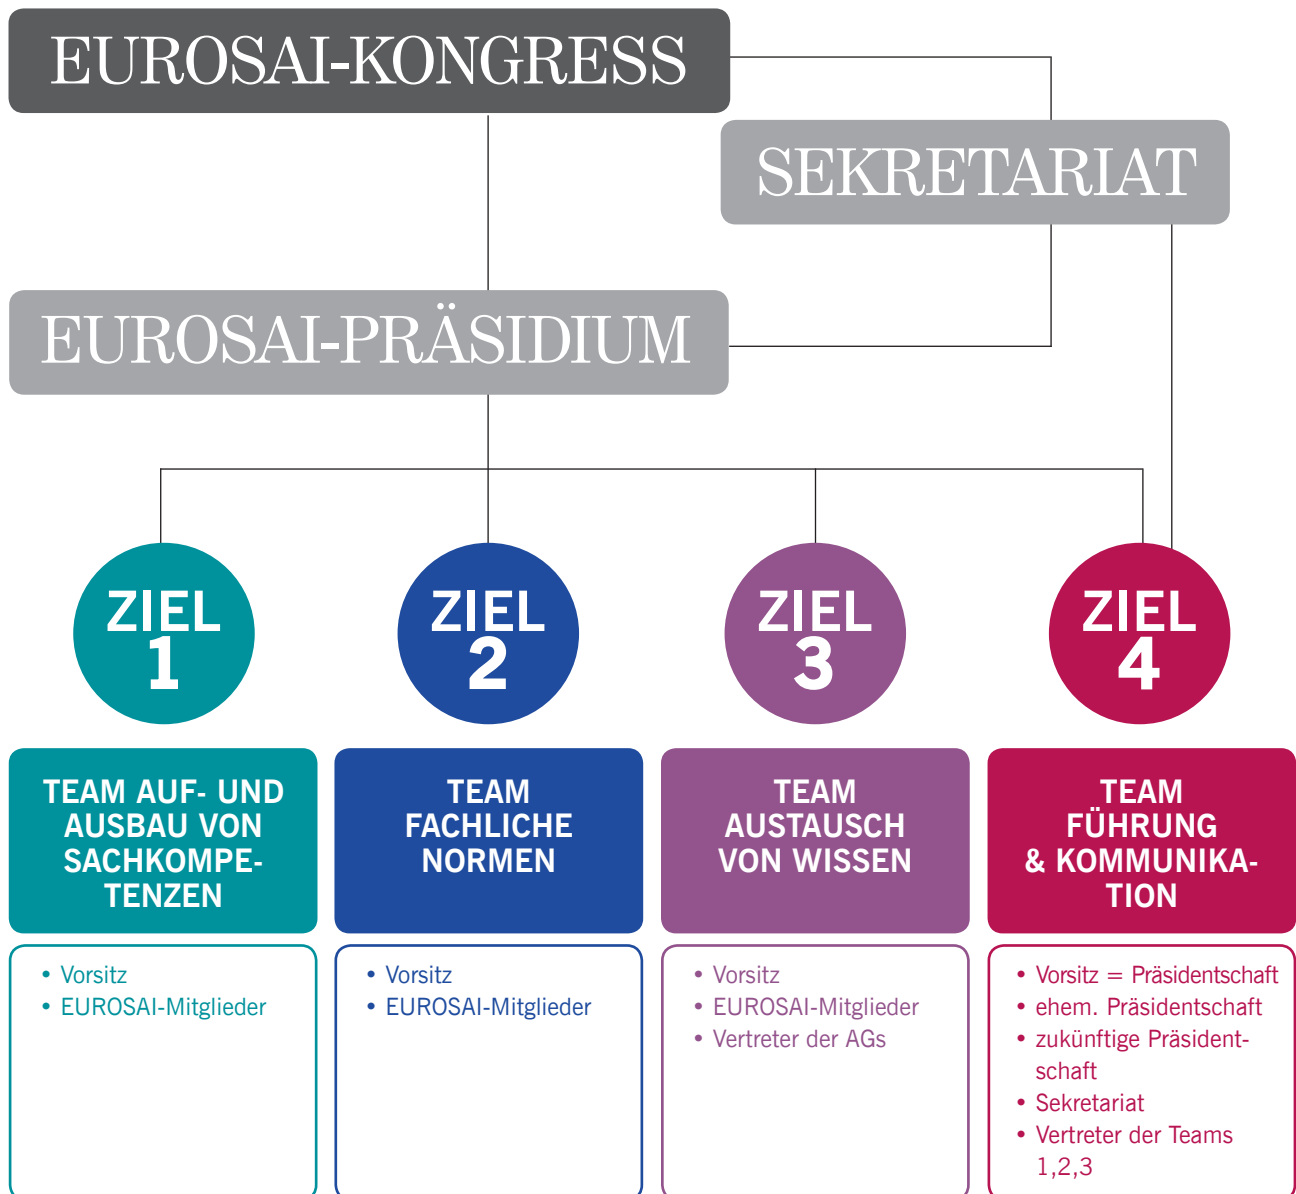 EUROSAI-KONGRESS
SEKRETARIAT
EUROSAI-PRÄSIDIUM
ZIEL
1
ZIEL
2
ZIEL
3
ZIEL
4
TEAM AUF- UND
AUSBAU VON
SACHKOMPE-
TENZEN
TEAM
FACHLICHE
NORMEN
TEAM
AUSTAUSCH
VON WISSEN
TEAM
FÜHRUNG
& KOMMUNIKA-
TION
• Vorsitz
• EUROSAI-Mitglieder
• Vorsitz
• EUROSAI-Mitglieder
• Vorsitz
• EUROSAI-Mitglieder
• Vertreter der AGs
• Vorsitz = Präsidentschaft
• ehem. Präsidentschaft
• zukünftige Präsident-
schaft
• Sekretariat
• Vertreter der Teams
1,2,3